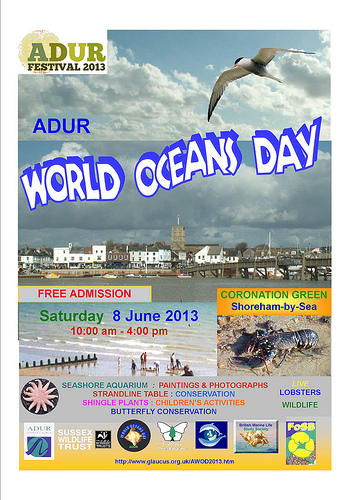 ADUR
FESTIVAL 2013
ADUR
WORLD OCEANS DAY
FREE ADMISSION
CORONATION GREEN
Shoreham-by-Sea
Saturday 8 June 2013
10:00 am - 4:00 pm
SEASHORE AQUARIUM : PAINTINGS & PHOTOGRAPHS
STRANDLINE TABLE : CONSERVATION
SHINGLE PLANTS : CHILDREN'S ACTIVITIES
BUTTERFLY CONSERVATION
LIVE
LOBSTERS
WILDLIFE
ADUR
SUSSEX
WILDLIFE
TRUST
British Marine Life
Study Society
FoSB
http://www.glaucus.org.uk/AWOD2013.htm